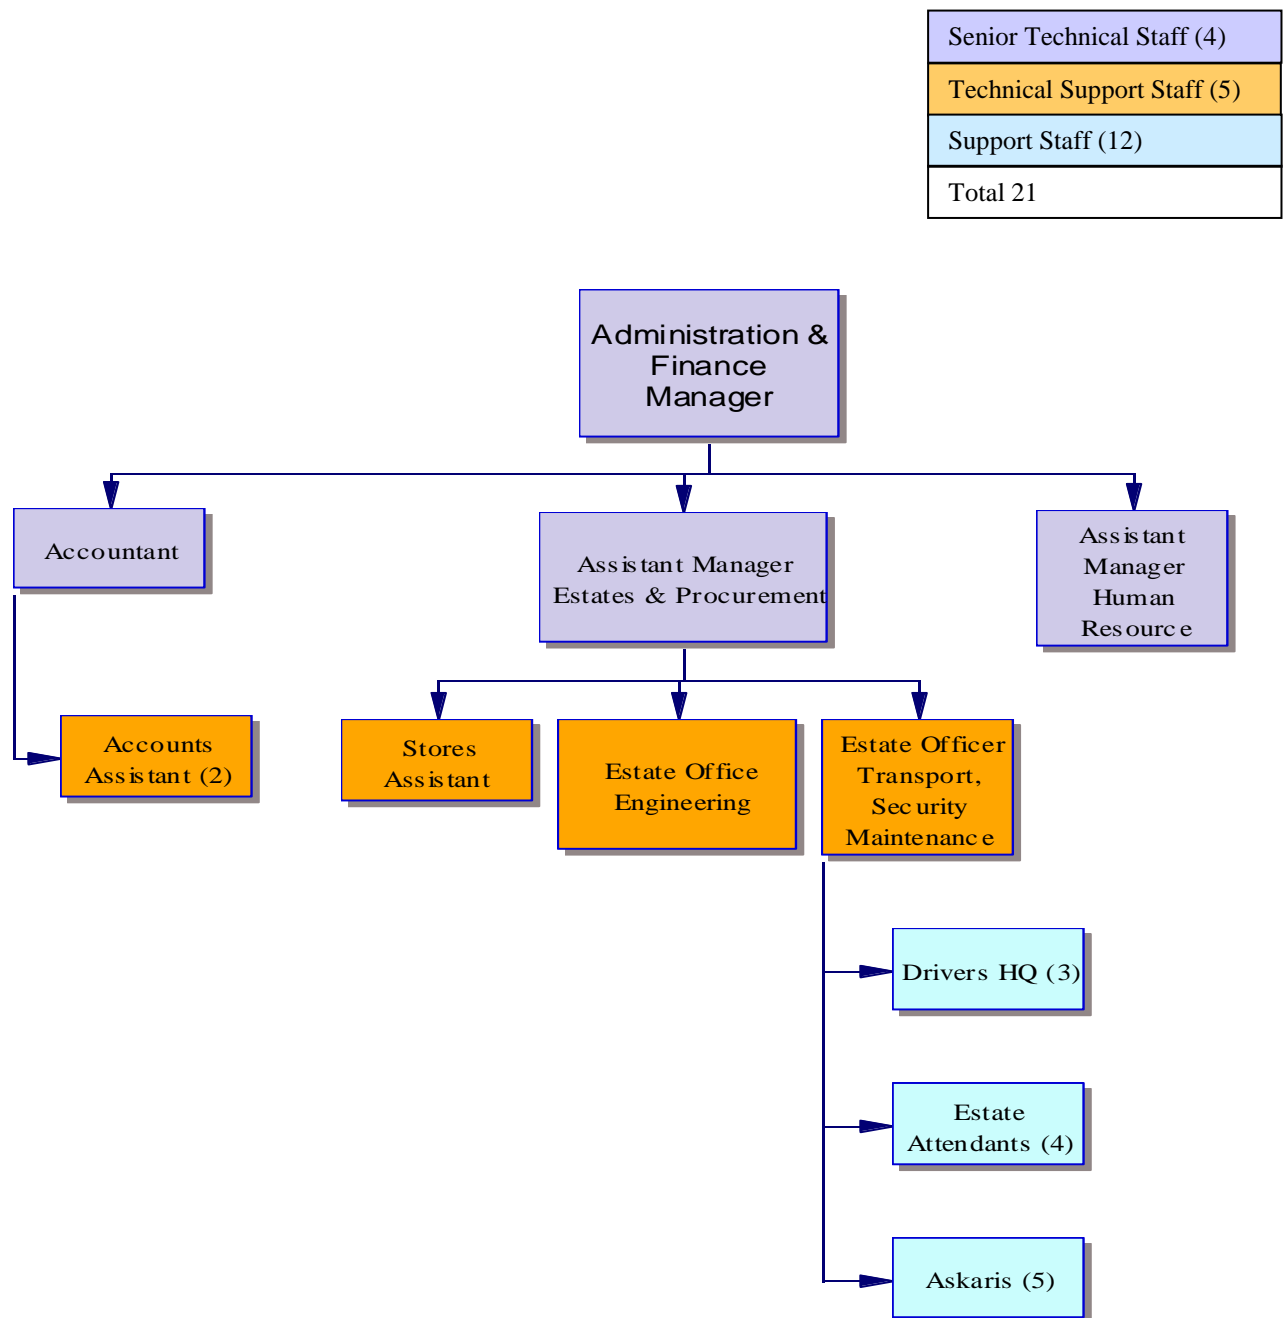 Senior Technical Staff (4)
Technical Support Staff (5)
Support Staff (12)
Total 21
Administration &
Finance
Manager
Accountant
Assistant Manager
Estates & Procurement
Assistant
Manager
Human
Resource
Accounts
Assistant (2)
Stores
Assistant
Estate Office
Engineering
Estate Officer
Transport,
Security
Maintenance
Drivers HQ (3)
Estate
Attendants (4)
Askaris (5)